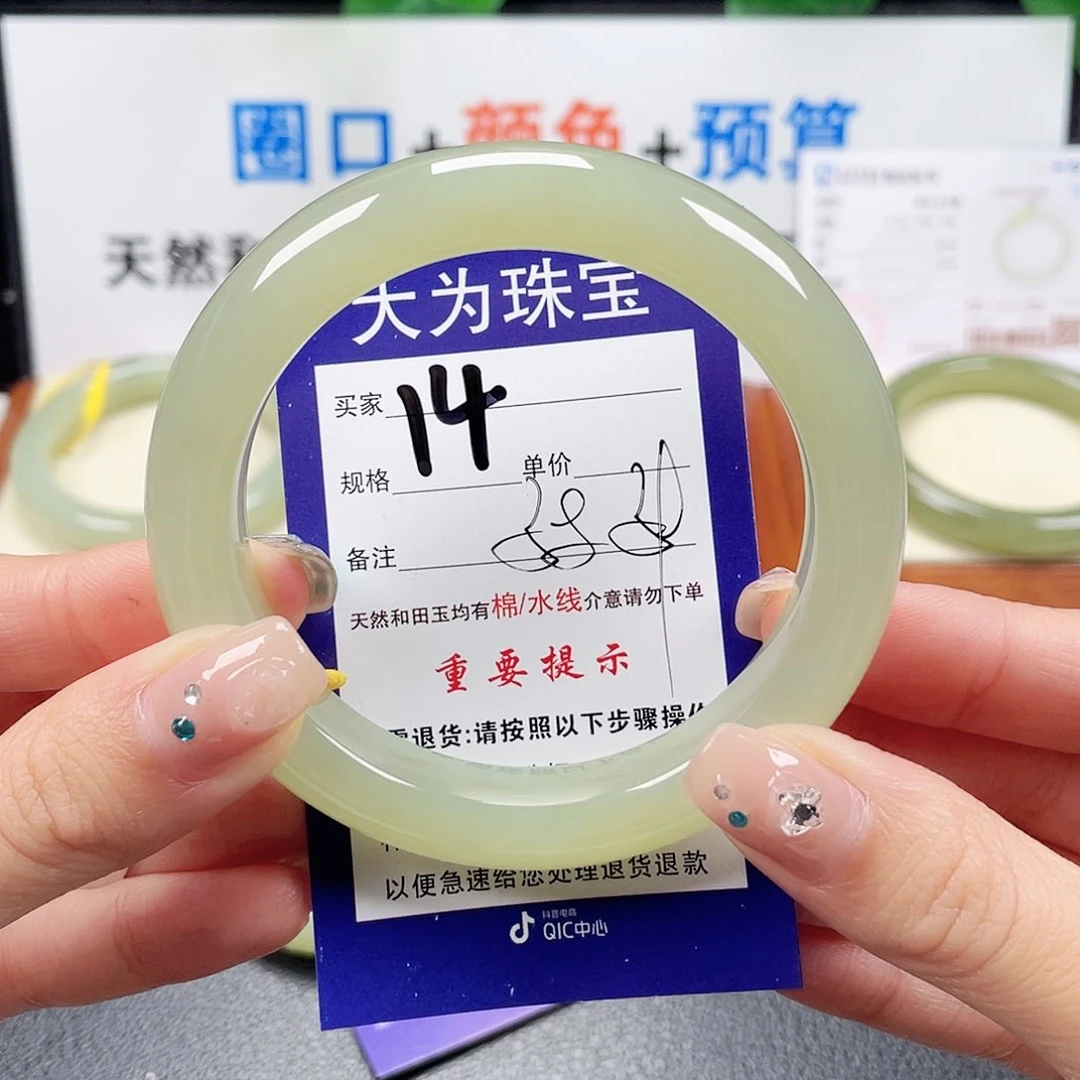 圈口+颜色+预算
天然和
大为珠宝
买家 14
规格 单价
备注
天然和田玉均有棉/水线介意请勿下单
重要提示
需退货:请按照以下步骤操作
以便急速给您处理退货退款
抖音电商
QIC中心